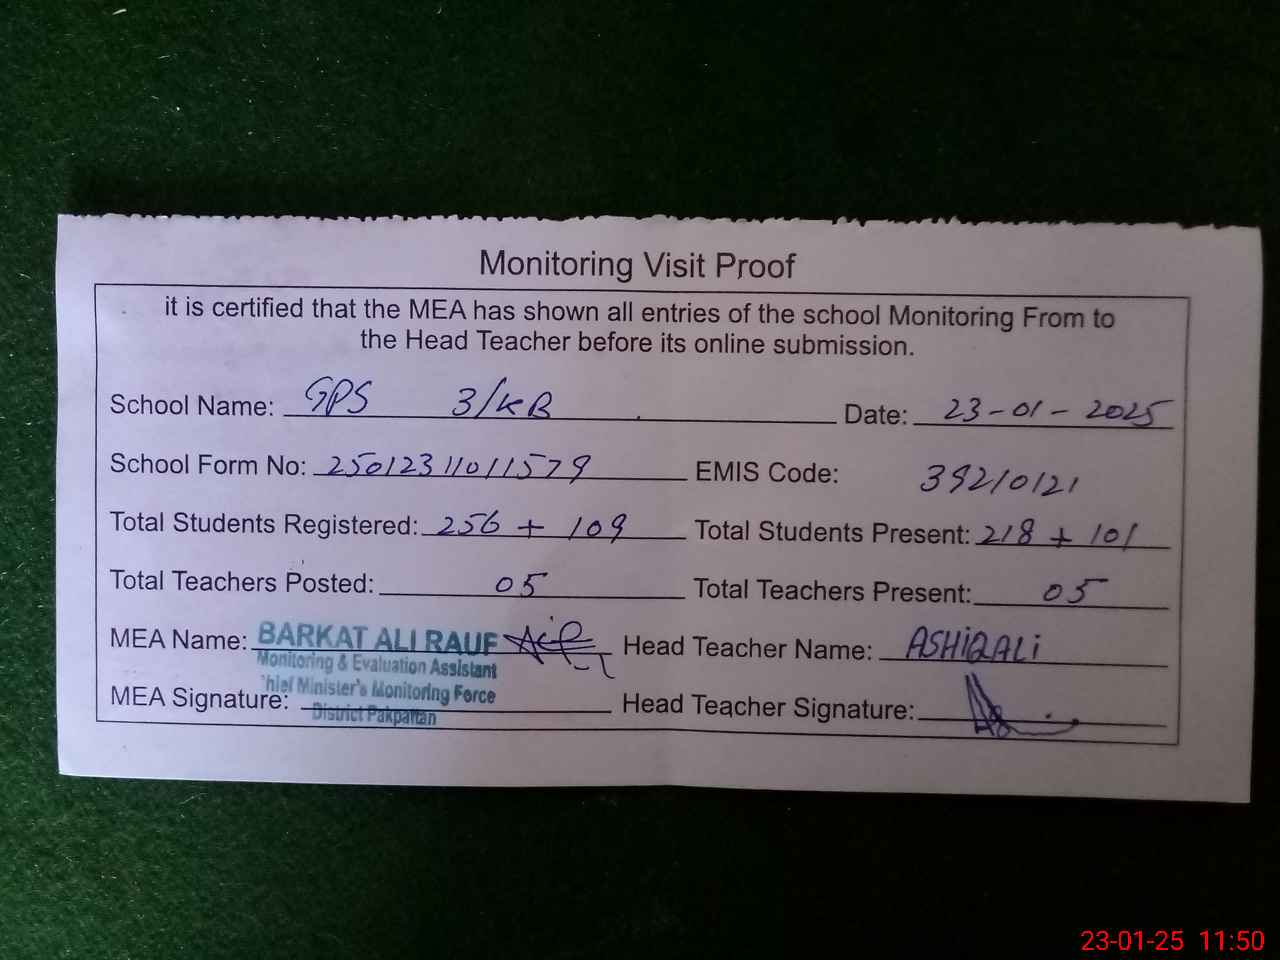 Monitoring Visit Proof
it is certified that the MEA has shown all entries of the school Monitoring From to
the Head Teacher before its online submission.
School Name: GPS 3/KB Date: 23-01-2025
School Form No: 25012311011579 EMIS Code: 39210121
Total Students Registered: 256 + 109 Total Students Present: 218 + 101
Total Teachers Posted: 05 Total Teachers Present: 05
MEA Name: BARKAT ALI RAUF Head Teacher Name: ASHIQALi
Monitoring & Evaluation Assistant
hief Minister's Monitoring Force
MEA Signature: Head Teacher Signature:
District Pakpattan
23-01-25 11:50